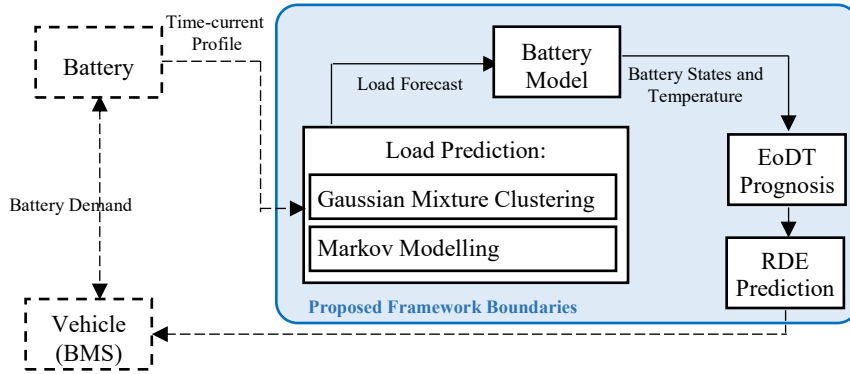 Time-current
Profile
Battery
Battery
Model
Load Forecast
Battery States and
Temperature
Load Prediction:
EoDT
Prognosis
Gaussian Mixture Clustering
Battery Demand
Markov Modelling
RDE
Prediction
Proposed Framework Boundaries
Vehicle
(BMS)